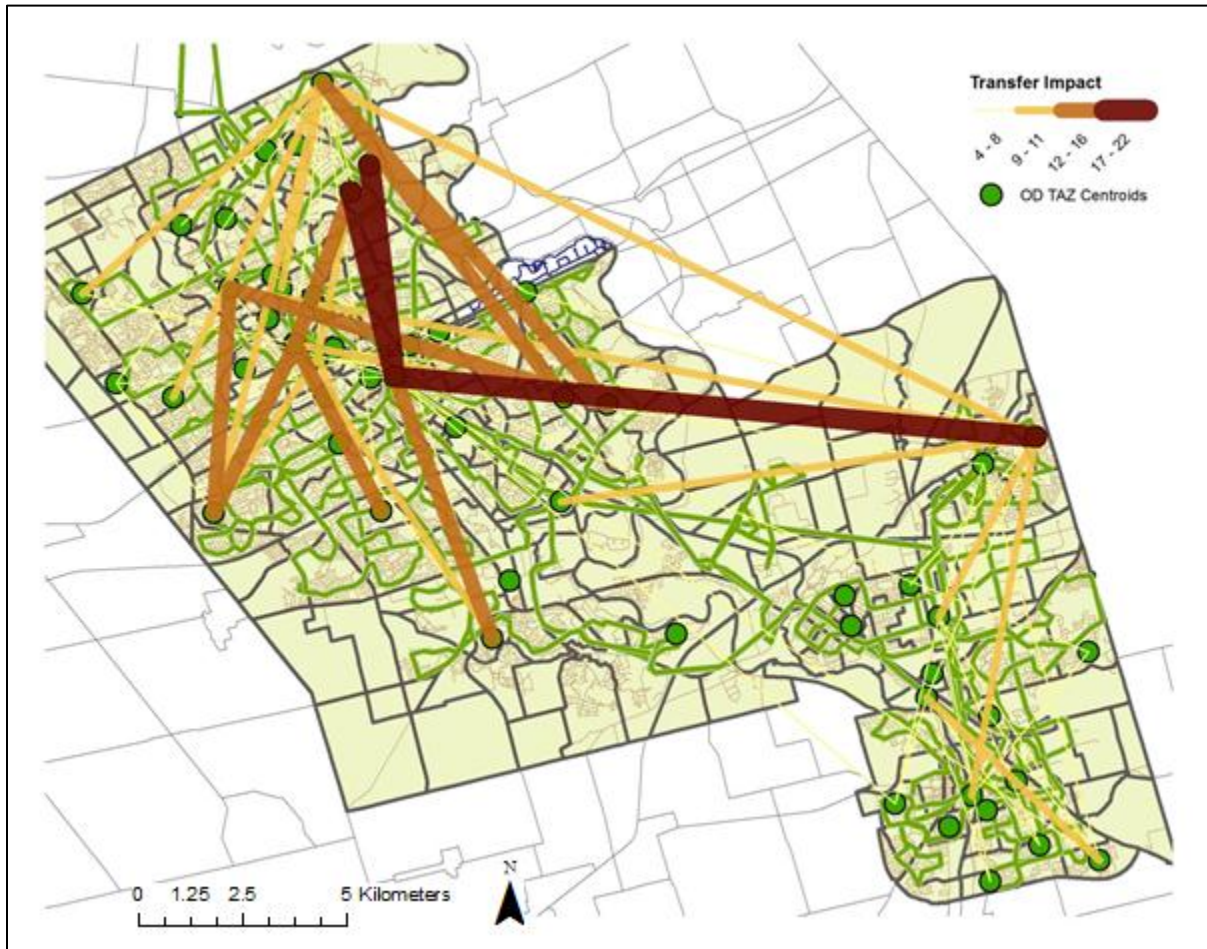 Transfer Impact
4 - 8
9 - 11
12 - 16
17 - 22
OD TAZ Centroids
N
0 1.25 2.5 5 Kilometers